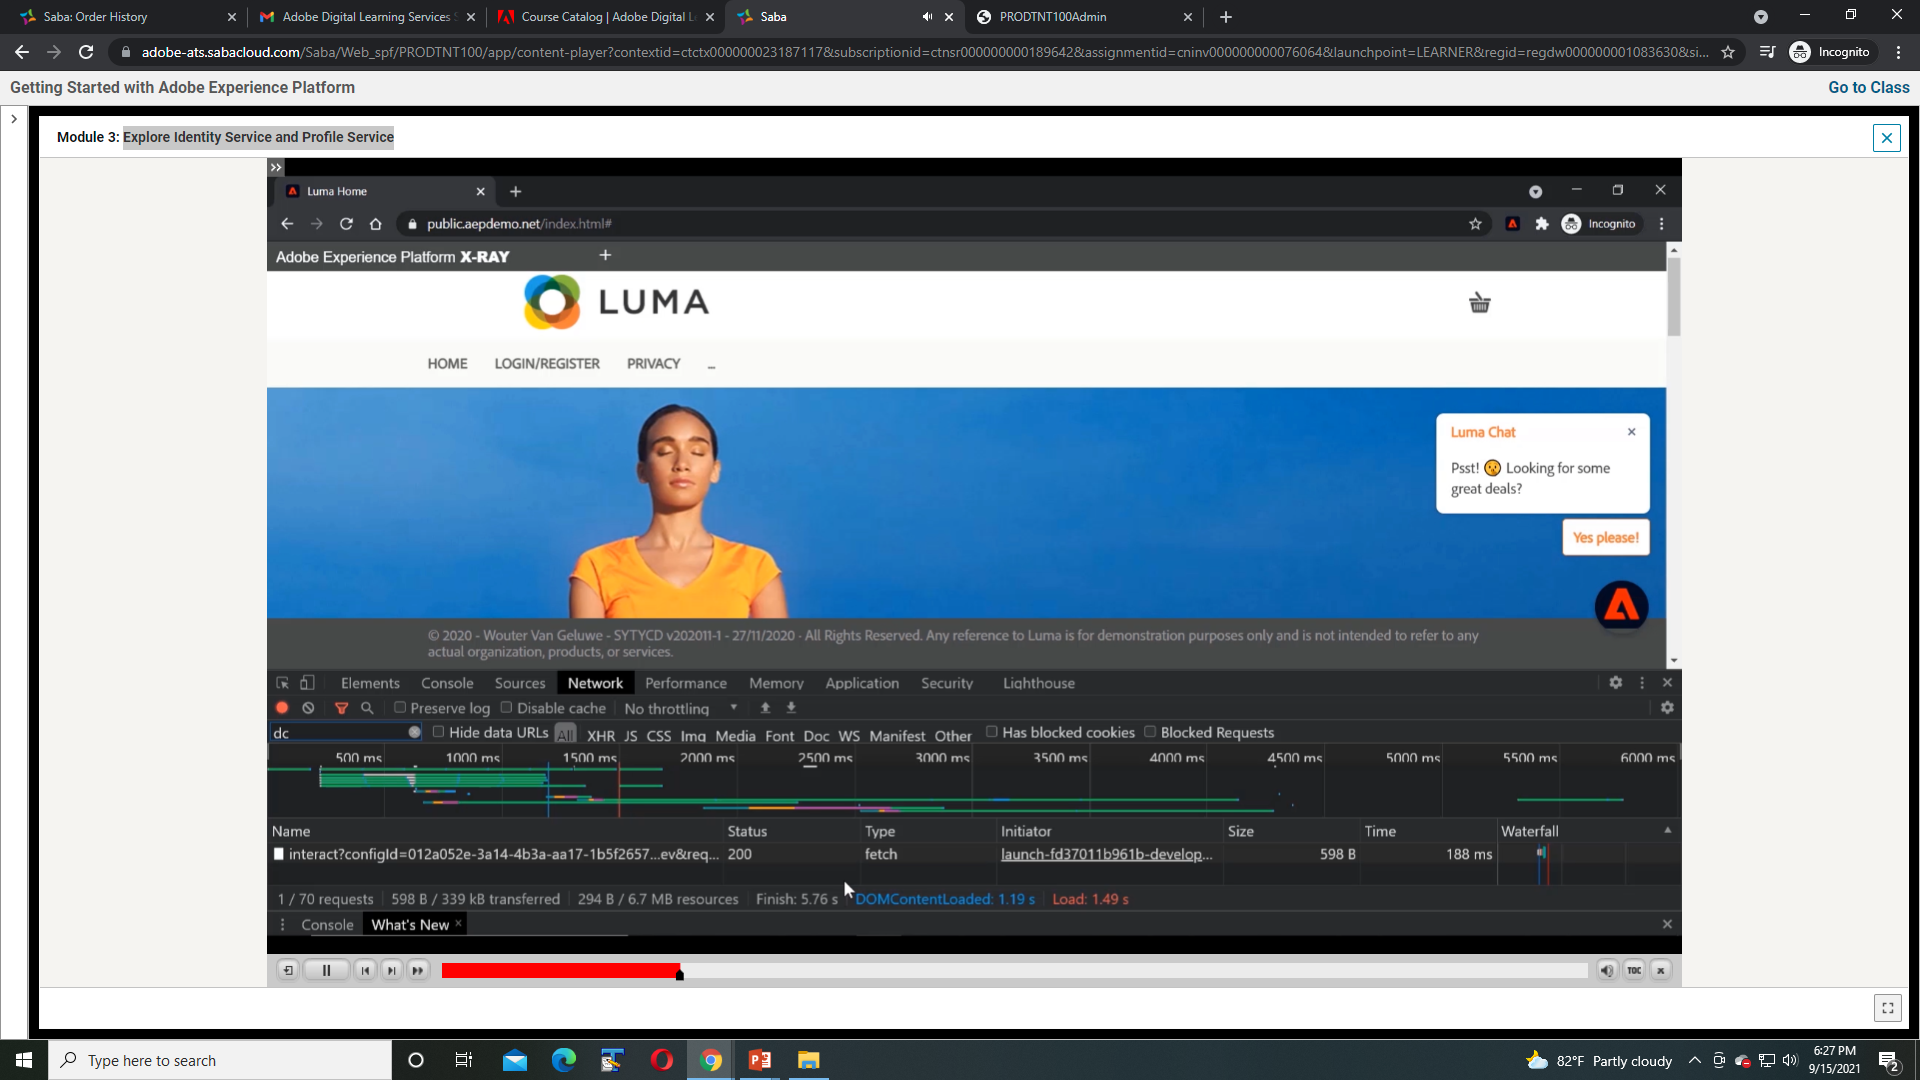 Saba: Order History
Adobe Digital Learning Services S
Course Catalog | Adobe Digital L
Saba
PRODTNT100Admin
adobe-ats.sabacloud.com/Saba/Web_spf/PRODTNT100/app/content-player?contextid=ctctx000000023187117&subscriptionid=ctnsr000000000189642&assignmentid=cninv000000000076064&launchpoint=LEARNER&regid=regdw000000001083630&si...
Incognito
Getting Started with Adobe Experience Platform
Go to Class
Module 3: Explore Identity Service and Profile Service
Luma Home
public.aepdemo.net/index.html#
Incognito
Adobe Experience Platform X-RAY
LUMA
HOME LOGIN/REGISTER PRIVACY ...
Luma Chat
Psst! Looking for some
great deals?
Yes please!
© 2020 - Wouter Van Geluwe - SYTYCD v202011-1 - 27/11/2020 - All Rights Reserved. Any reference to Luma is for demonstration purposes only and is not intended to refer to any
actual organization, products, or services.
Elements Console Sources Network Performance Memory Application Security Lighthouse
Preserve log Disable cache No throttling
dc Hide data URLs All XHR JS CSS Img Media Font Doc WS Manifest Other Has blocked cookies Blocked Requests
500 ms 1000 ms 1500 ms 2000 ms 2500 ms 3000 ms 3500 ms 4000 ms 4500 ms 5000 ms 5500 ms 6000 ms
Name Status Type Initiator Size Time Waterfall
interact?configId=012a052e-3a14-4b3a-aa17-1b5f2657...ev&req... 200 fetch launch-fd37011b961b-develop... 598 B 188 ms
1 / 70 requests 598 B / 339 kB transferred 294 B / 6.7 MB resources Finish: 5.76 s DOMContentLoaded: 1.19 s Load: 1.49 s
Console What's New
TOC
Type here to search
82°F Partly cloudy
6:27 PM
9/15/2021
2